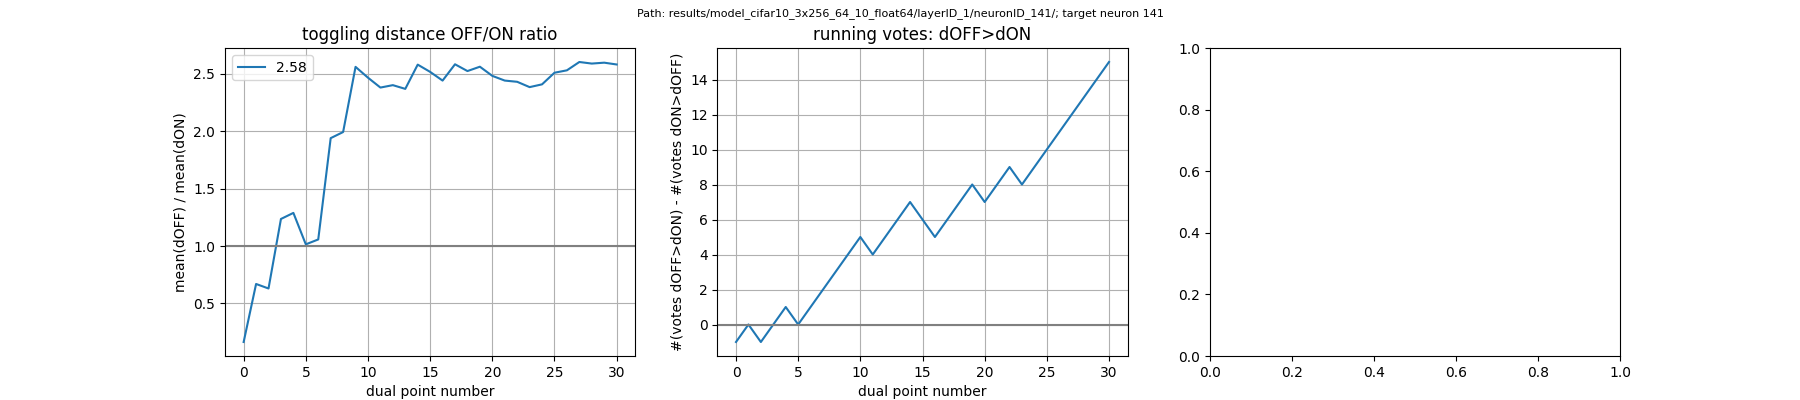 Path: results/model_cifar10_3x256_64_10_float64/layerID_1/neuronID_141/; target neuron 141
toggling distance OFF/ON ratio
2.58
mean(dOFF) / mean(dON)
2.5
2.0
1.5
1.0
0.5
0 5 10 15 20 25 30
dual point number
running votes: dOFF>dON
#(votes dOFF>dON) - #(votes dON>dOFF)
14
12
10
8
6
4
2
0
0 5 10 15 20 25 30
dual point number
1.0
0.8
0.6
0.4
0.2
0.0
0.0 0.2 0.4 0.6 0.8 1.0